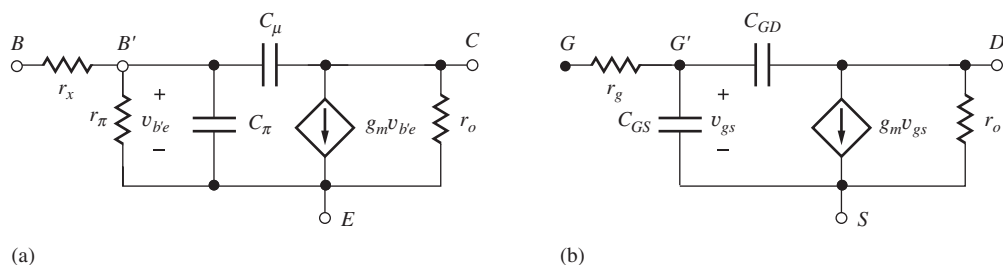 B
B′
C_μ
C
r_x
r_π
+
v_b′e
−
C_π
g_m v_b′e
r_o
E
(a)
G
G′
C_GD
D
r_g
C_GS
+
v_gs
−
g_m v_gs
r_o
S
(b)